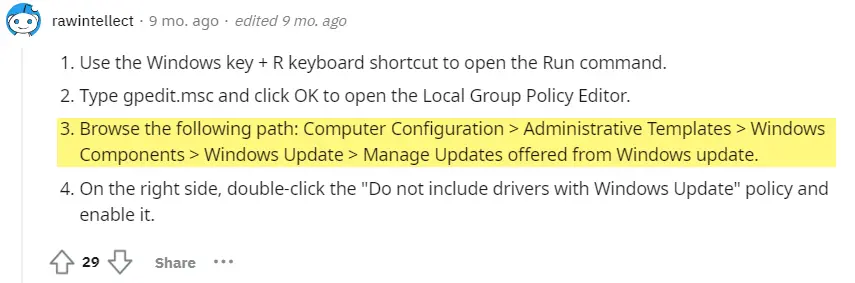 rawintellect · 9 mo. ago · edited 9 mo. ago
1. Use the Windows key + R keyboard shortcut to open the Run command.
2. Type gpedit.msc and click OK to open the Local Group Policy Editor.
3. Browse the following path: Computer Configuration > Administrative Templates > Windows
Components > Windows Update > Manage Updates offered from Windows update.
4. On the right side, double-click the "Do not include drivers with Windows Update" policy and
enable it.
29 Share ···